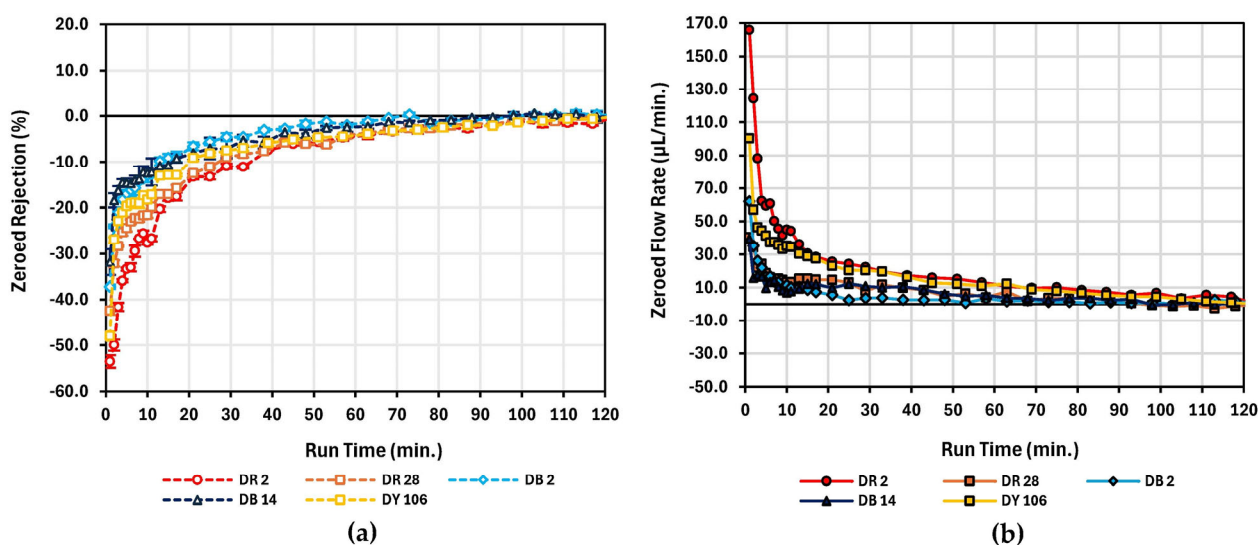 20.0
10.0
0.0
-10.0
-20.0
-30.0
-40.0
-50.0
-60.0
Zeroed Rejection (%)
0 10 20 30 40 50 60 70 80 90 100 110 120
Run Time (min.)
DR 2 DR 28 DB 2
DB 14 DY 106
(a)
170.0
150.0
130.0
110.0
90.0
70.0
50.0
30.0
10.0
-10.0
-30.0
-50.0
Zeroed Flow Rate (µL/min.)
0 10 20 30 40 50 60 70 80 90 100 110 120
Run Time (min.)
DR 2 DR 28 DB 2
DB 14 DY 106
(b)